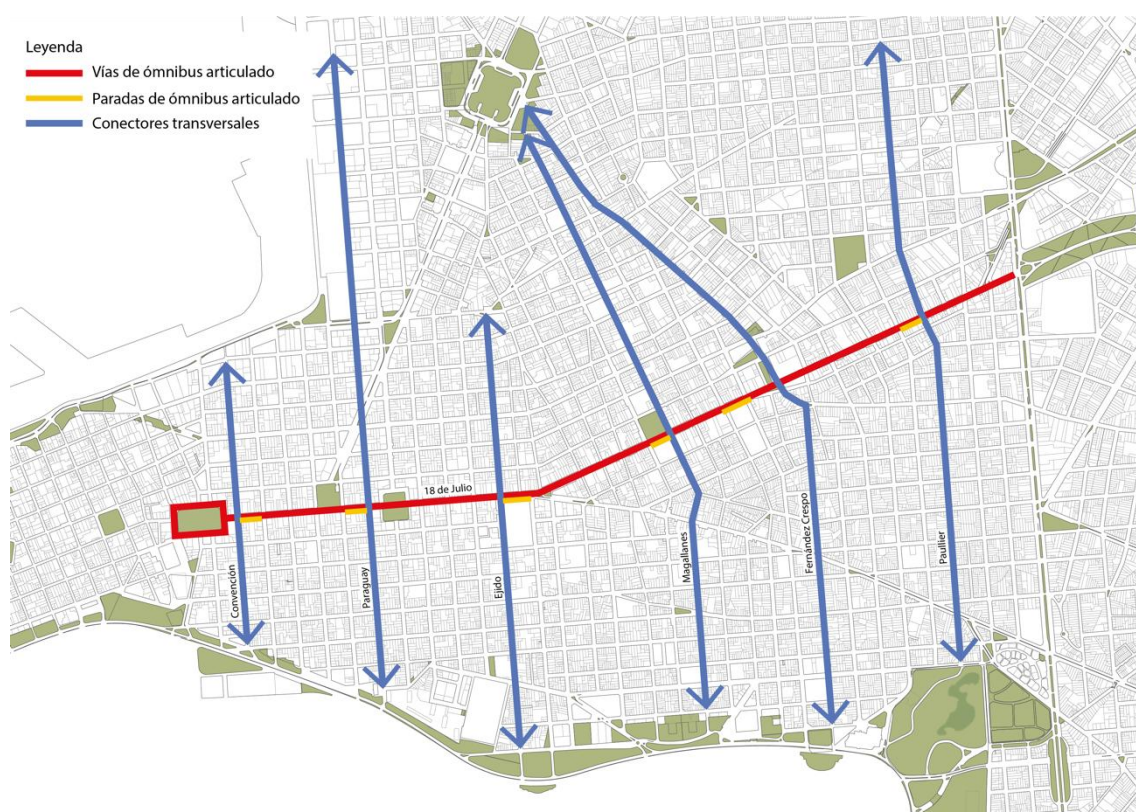 Leyenda
Vías de ómnibus articulado
Paradas de ómnibus articulado
Conectores transversales
18 de Julio
Convención
Paraguay
Ejido
Magallanes
Fernández Crespo
Paullier